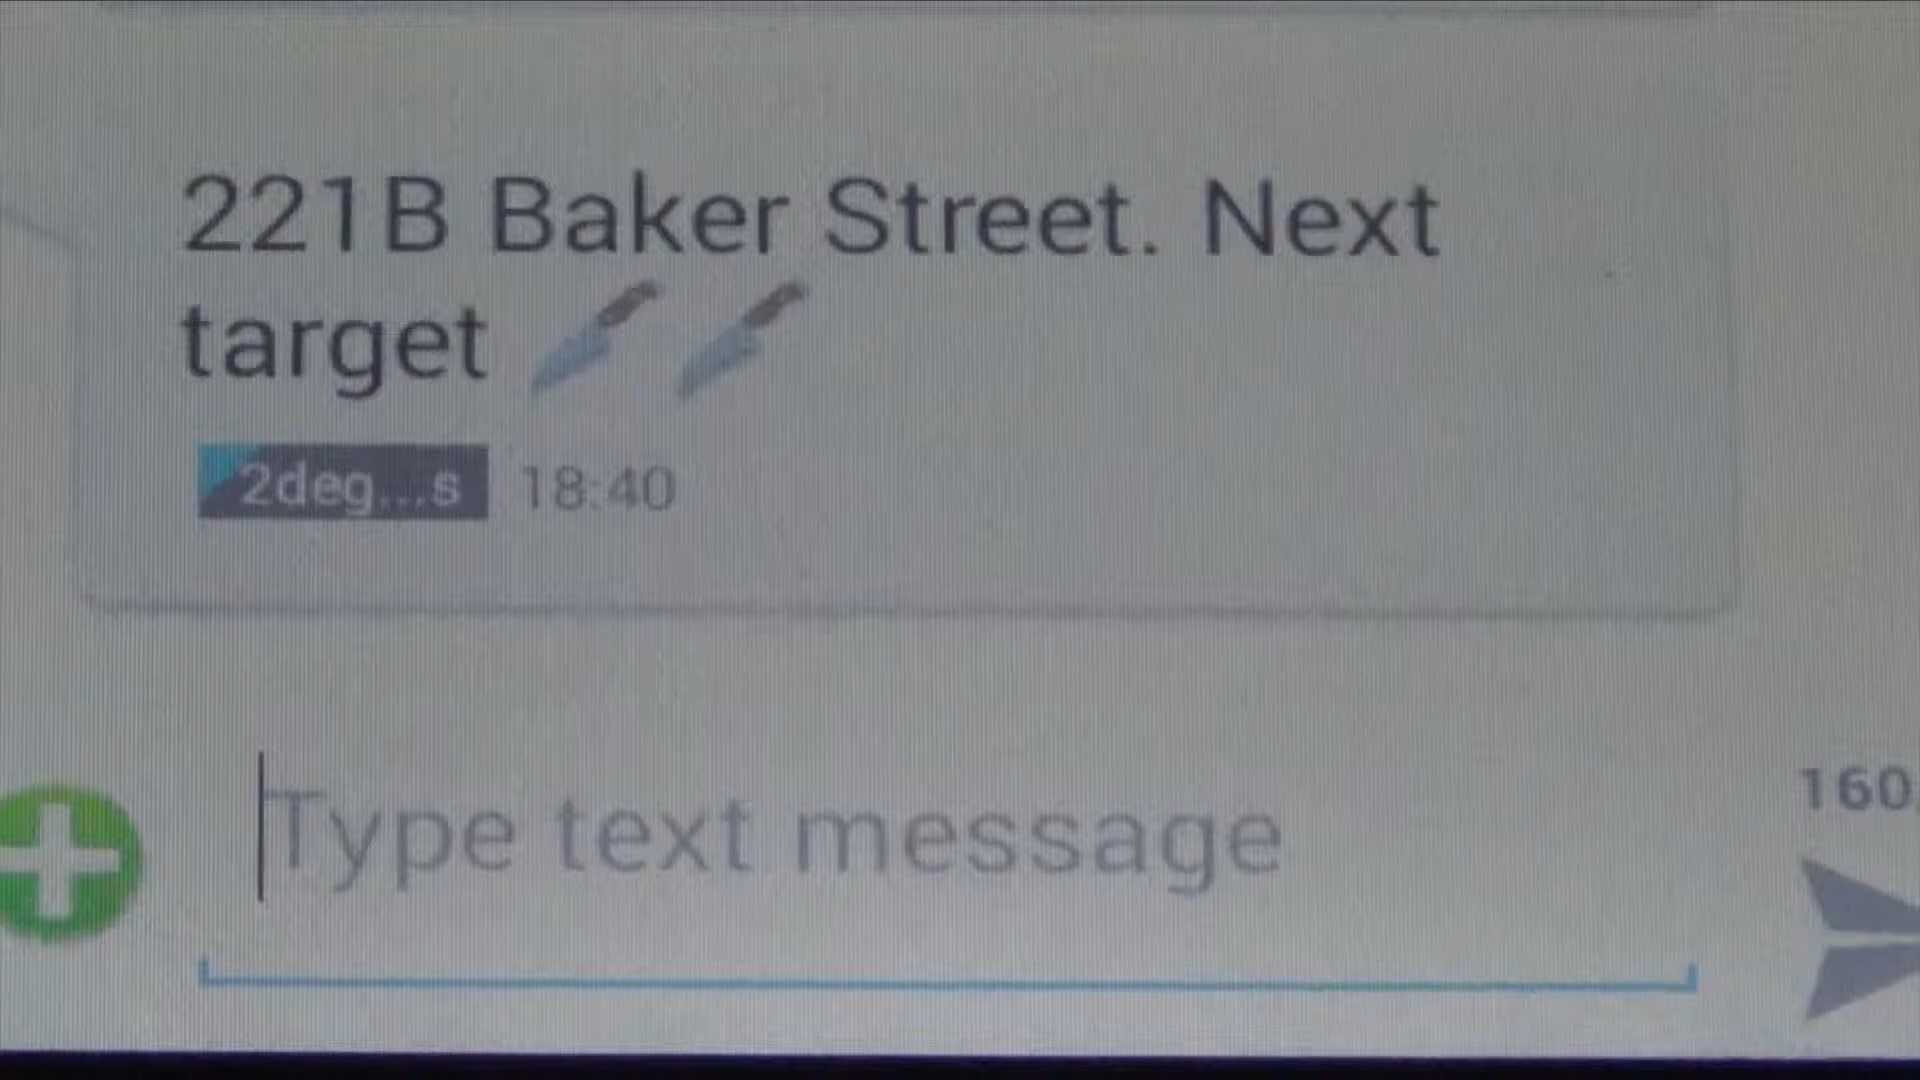 221B Baker Street. Next
target 🔪🔪
2deg...s 18:40
Type text message
160